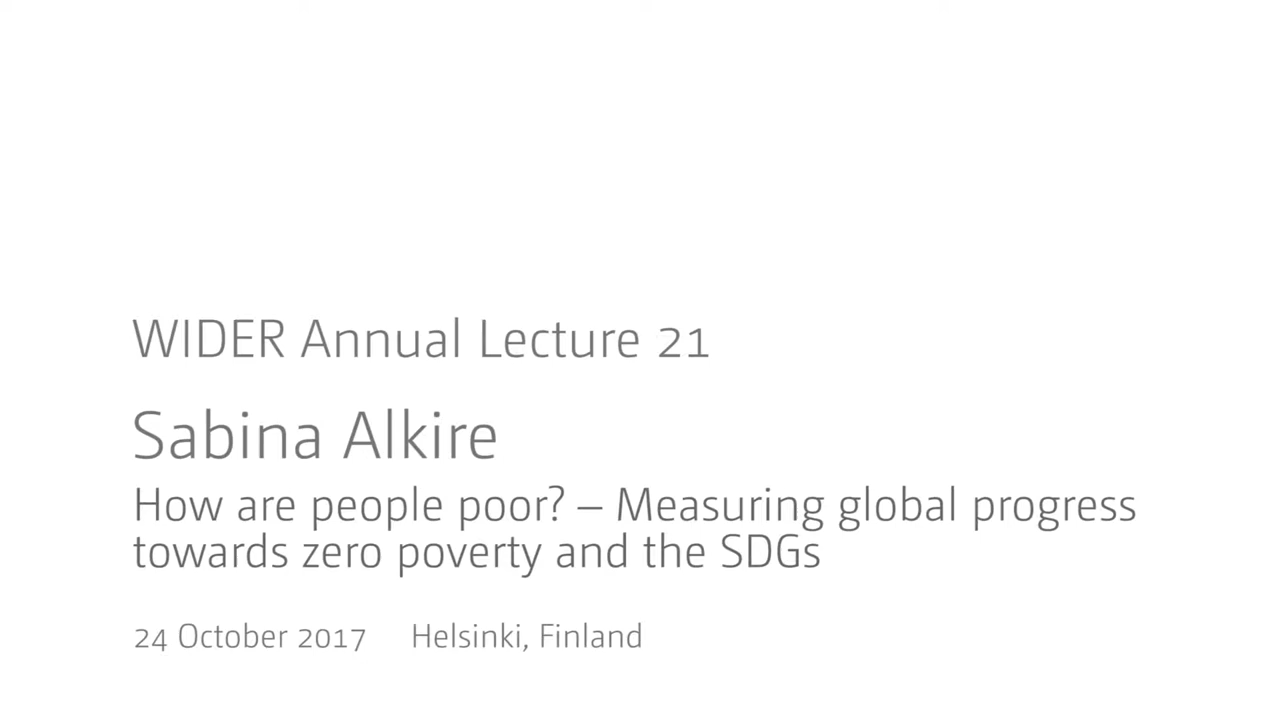 WIDER Annual Lecture 21
Sabina Alkire
How are people poor? – Measuring global progress
towards zero poverty and the SDGs
24 October 2017 Helsinki, Finland